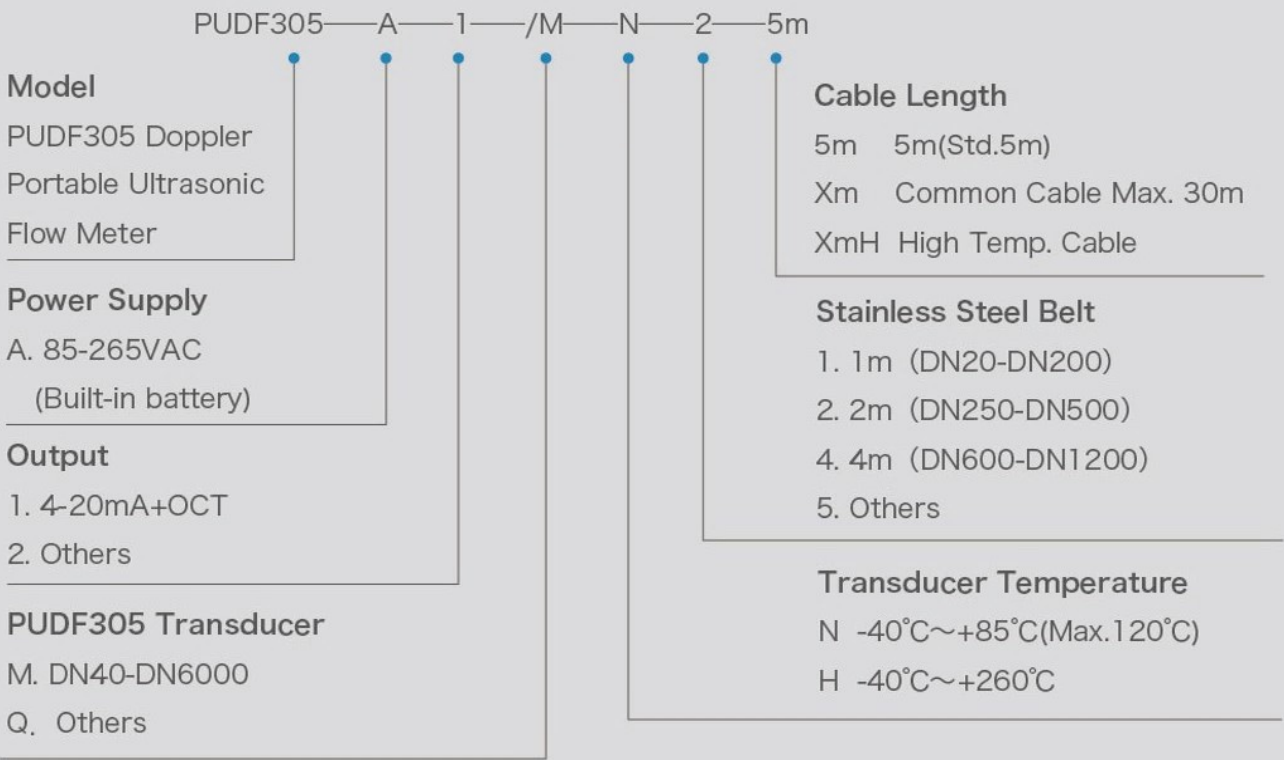 PUDF305—A—1—/M—N—2—5m
Model
PUDF305 Doppler
Portable Ultrasonic
Flow Meter
Power Supply
A. 85-265VAC
(Built-in battery)
Output
1. 4-20mA+OCT
2. Others
PUDF305 Transducer
M. DN40-DN6000
Q. Others
Cable Length
5m 5m(Std.5m)
Xm Common Cable Max. 30m
XmH High Temp. Cable
Stainless Steel Belt
1. 1m (DN20-DN200)
2. 2m (DN250-DN500)
4. 4m (DN600-DN1200)
5. Others
Transducer Temperature
N -40℃~+85℃(Max.120℃)
H -40℃~+260℃